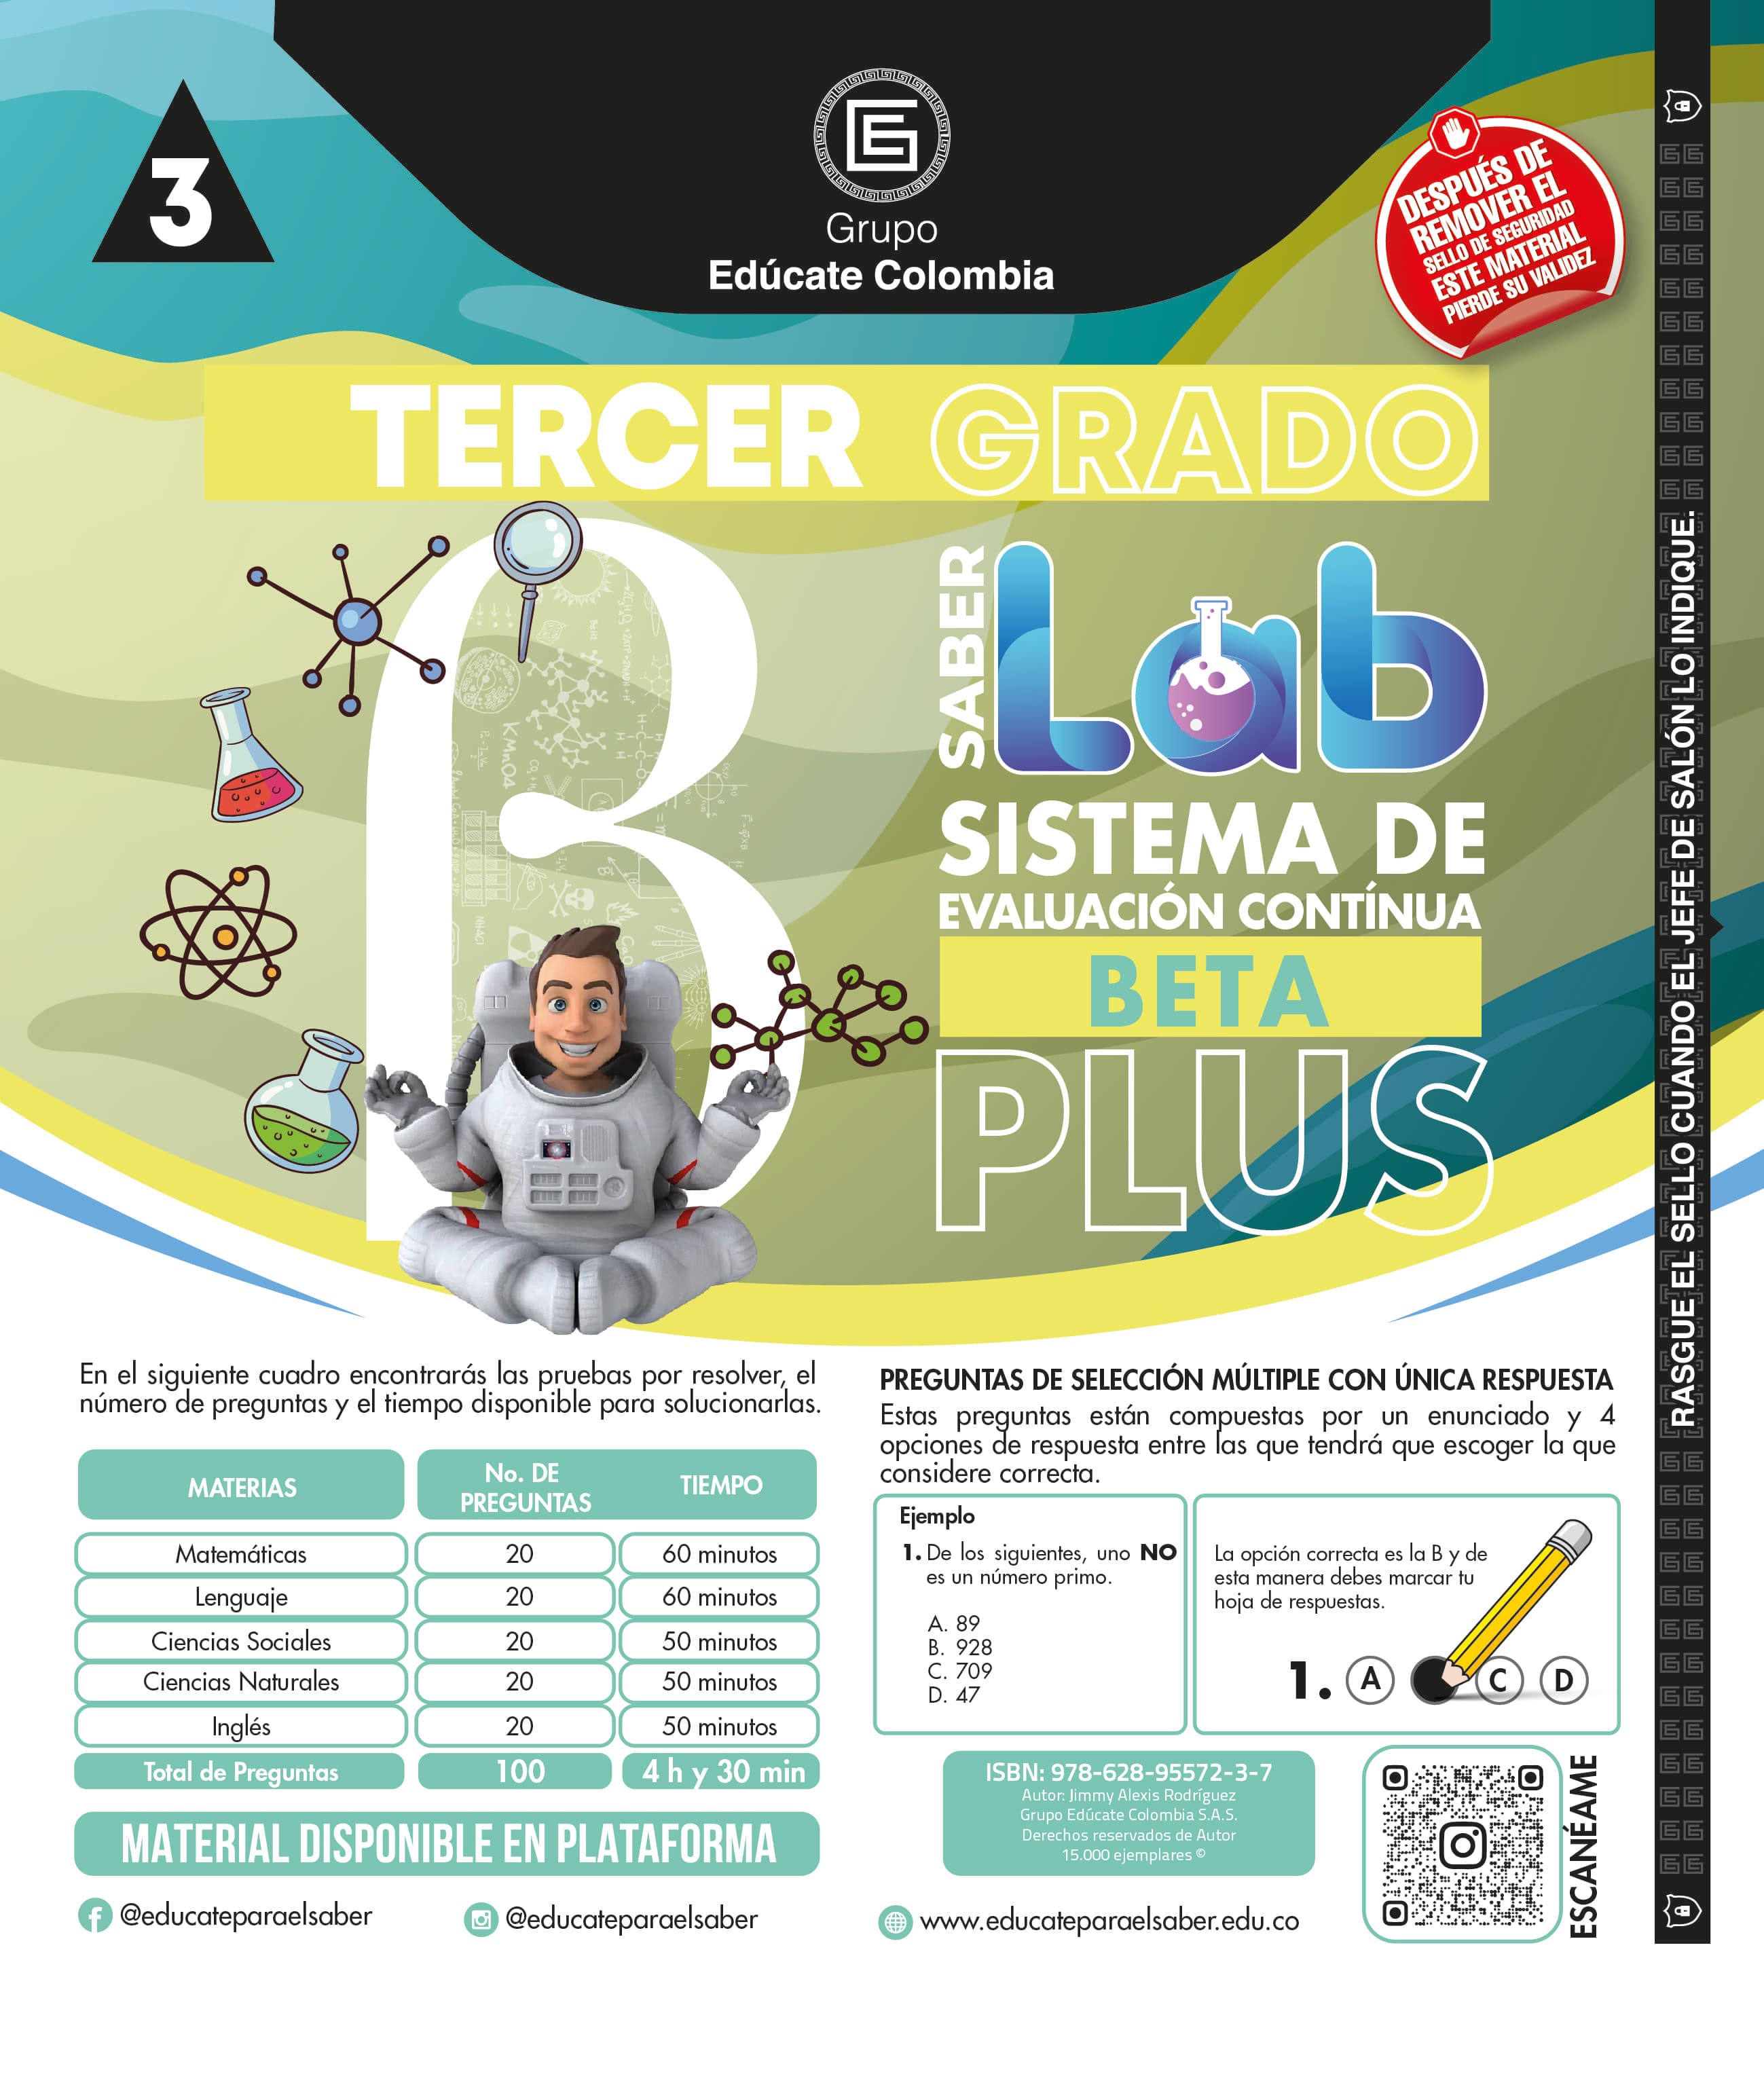 3
Grupo
Edúcate Colombia
DESPUÉS DE
REMOVER EL
SELLO DE SEGURIDAD
ESTE MATERIAL
PIERDE SU VALIDEZ
TERCER GRADO
SABER
Lab
SISTEMA DE
EVALUACIÓN CONTÍNUA
BETA
PLUS
KMnO4
RASGUE EL SELLO CUANDO EL JEFE DE SALÓN LO INDIQUE.
En el siguiente cuadro encontrarás las pruebas por resolver, el
número de preguntas y el tiempo disponible para solucionarlas.
MATERIAS No. DE PREGUNTAS TIEMPO
Matemáticas 20 60 minutos
Lenguaje 20 60 minutos
Ciencias Sociales 20 50 minutos
Ciencias Naturales 20 50 minutos
Inglés 20 50 minutos
Total de Preguntas 100 4 h y 30 min
MATERIAL DISPONIBLE EN PLATAFORMA
@educateparaelsaber
@educateparaelsaber
PREGUNTAS DE SELECCIÓN MÚLTIPLE CON ÚNICA RESPUESTA
Estas preguntas están compuestas por un enunciado y 4
opciones de respuesta entre las que tendrá que escoger la que
considere correcta.
Ejemplo
1. De los siguientes, uno NO
es un número primo.
A. 89
B. 928
C. 709
D. 47
La opción correcta es la B y de
esta manera debes marcar tu
hoja de respuestas.
1. A C D
ISBN: 978-628-95572-3-7
Autor: Jimmy Alexis Rodríguez
Grupo Edúcate Colombia S.A.S.
Derechos reservados de Autor
15.000 ejemplares ©
www.educateparaelsaber.edu.co
ESCANÉAME